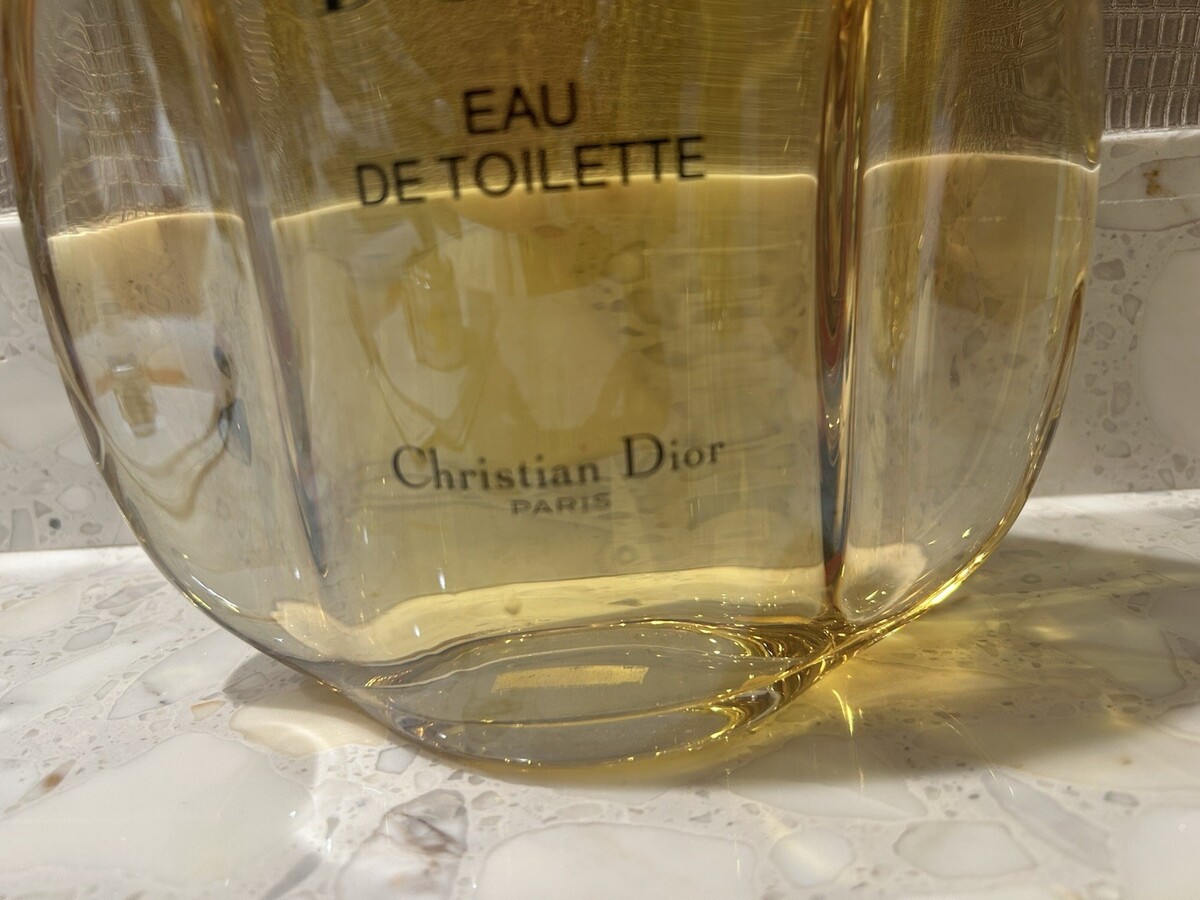 EAU
DE TOILETTE
Christian Dior
PARIS